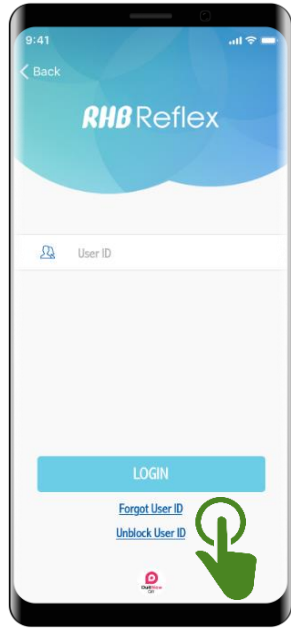 9:41
Back
RHB Reflex
User ID
LOGIN
Forgot User ID
Unblock User ID